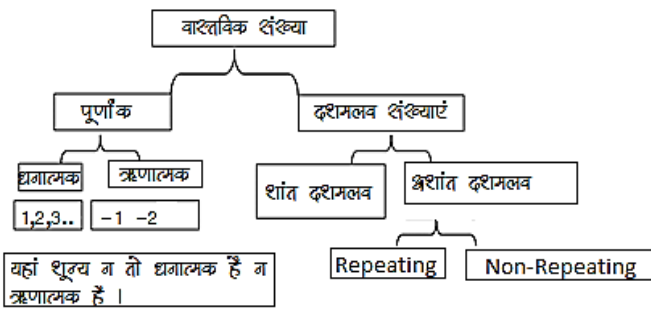 वास्तविक संख्या
पूर्णांक
दशमलव संख्याएं
धनात्मक
ऋणात्मक
शांत दशमलव
अशांत दशमलव
1,2,3..
-1 -2
यहां शून्य न तो धनात्मक है न
ऋणात्मक है ।
Repeating
Non-Repeating